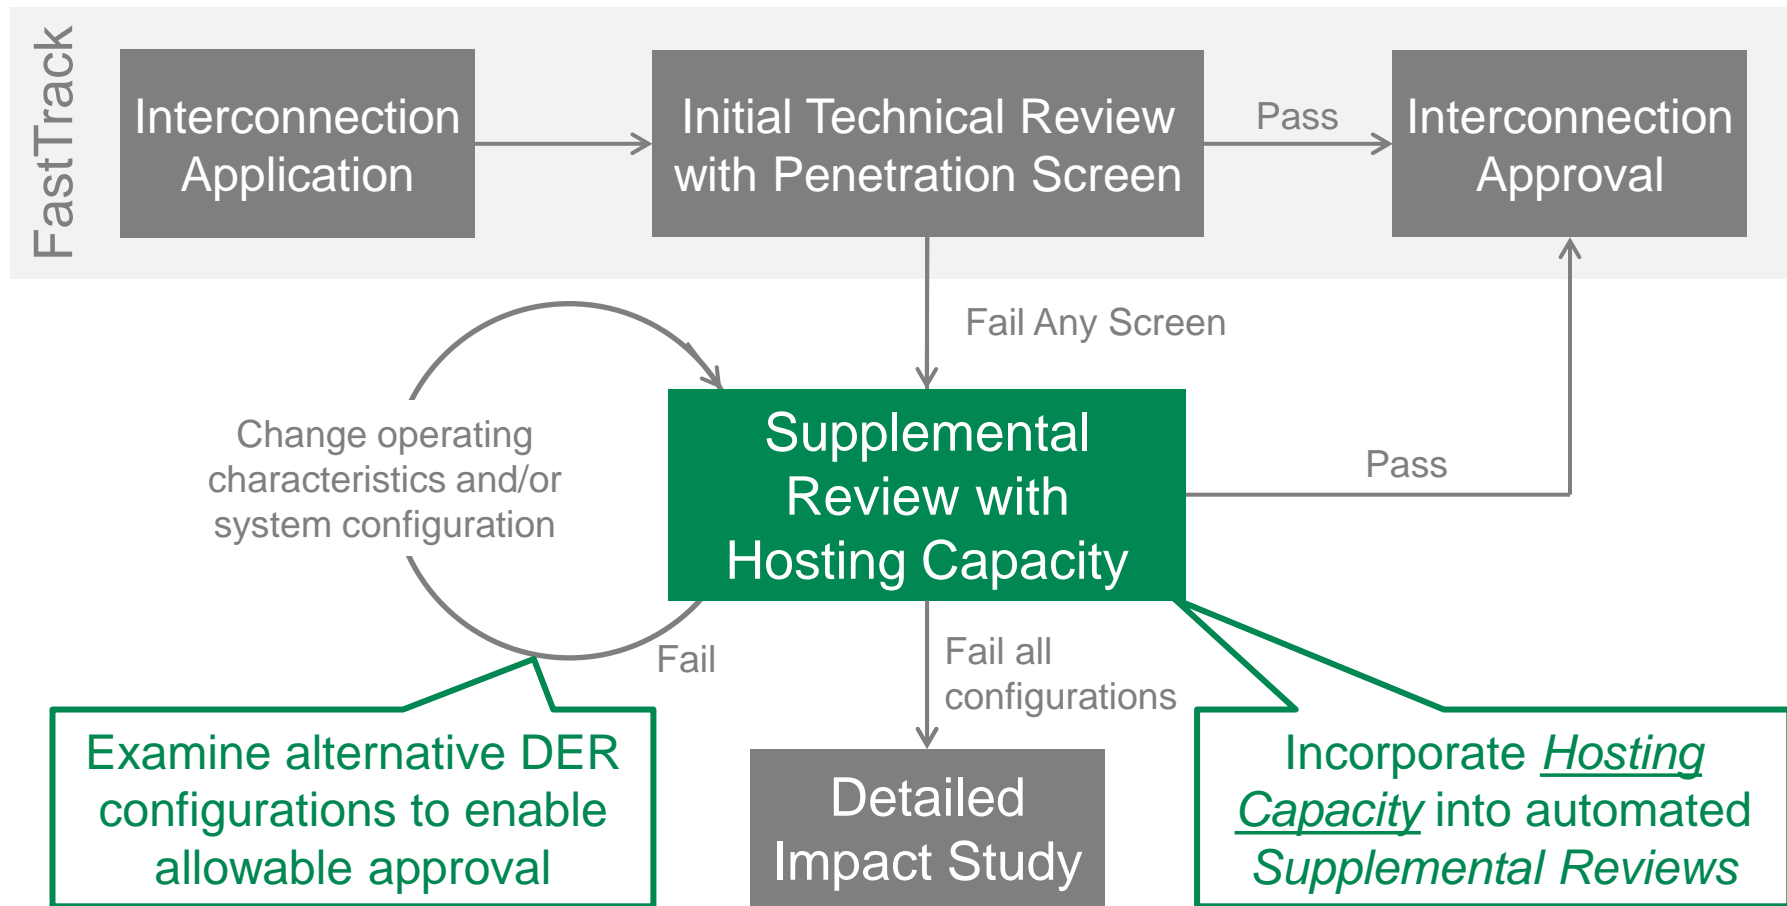 FastTrack
Interconnection
Application
Initial Technical Review
with Penetration Screen
Pass
Interconnection
Approval
Fail Any Screen
Change operating
characteristics and/or
system configuration
Supplemental
Review with
Hosting Capacity
Pass
Fail
Fail all
configurations
Examine alternative DER
configurations to enable
allowable approval
Detailed
Impact Study
Incorporate Hosting
Capacity into automated
Supplemental Reviews